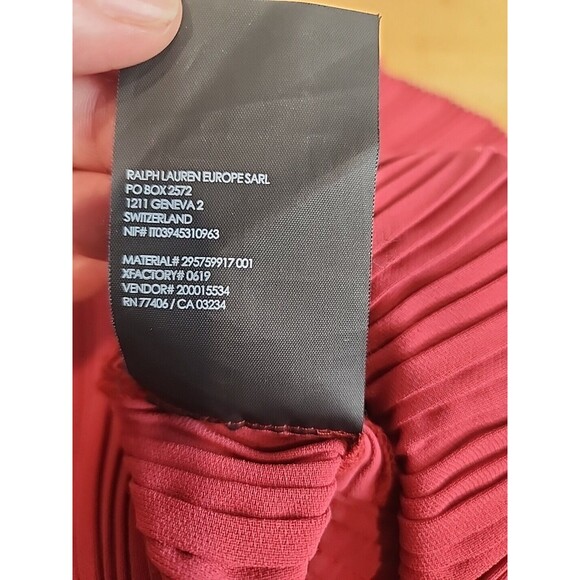 RALPH LAUREN EUROPE SARL
PO BOX 2572
1211 GENEVA 2
SWITZERLAND
NIF# IT03945310963
MATERIAL# 295759917 001
XFACTORY# 0619
VENDOR# 200015534
RN 77406 / CA 03234